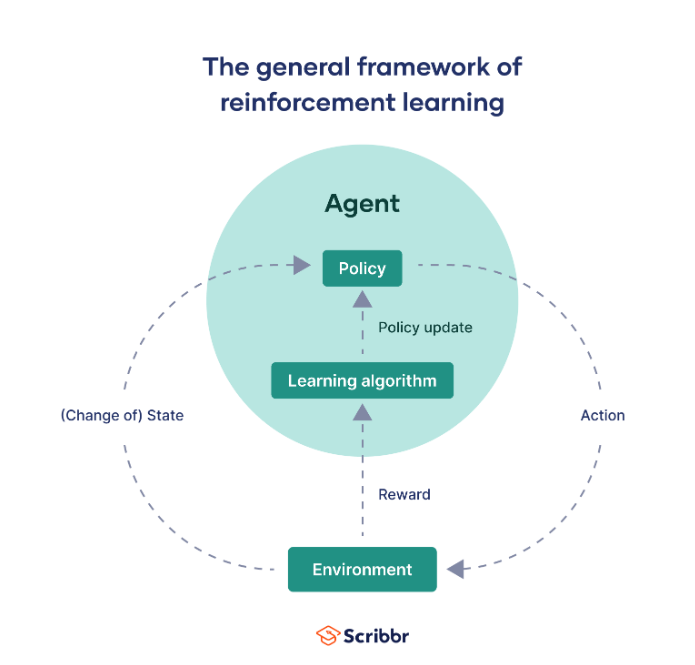 The general framework of
reinforcement learning
Agent
Policy
Policy update
Learning algorithm
(Change of) State
Action
Reward
Environment
Scribbr